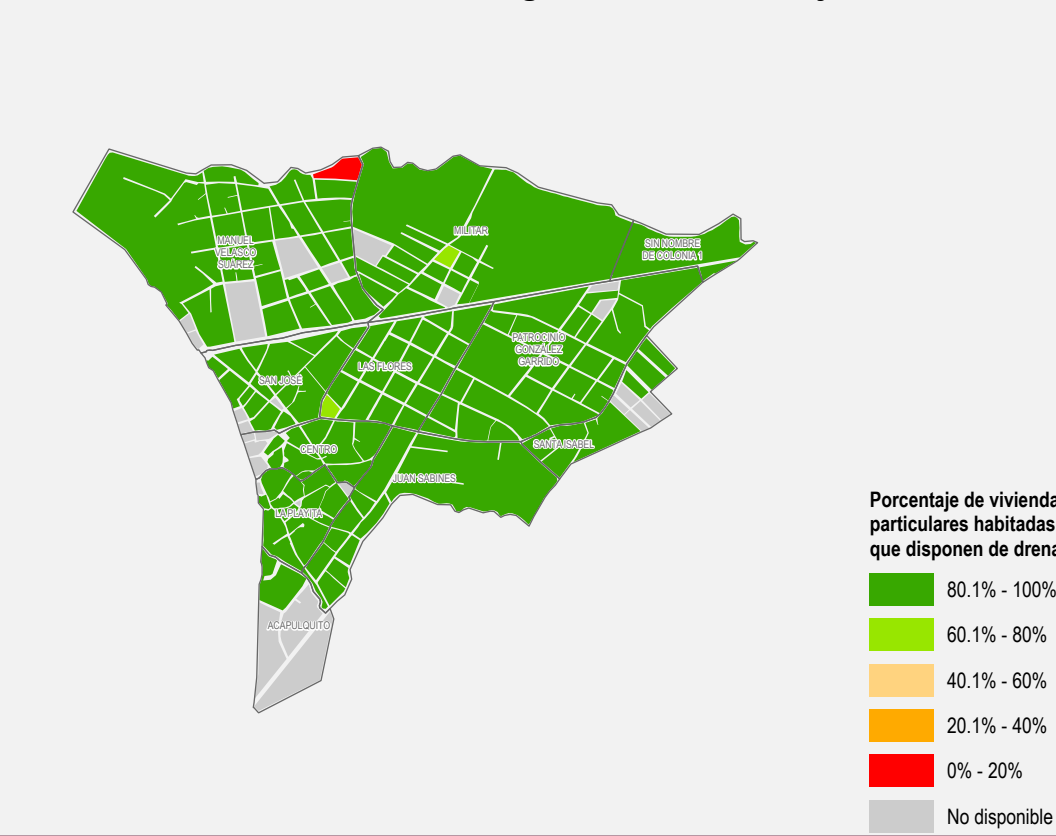 MILITAR
MANUEL
VELASCO
SUÁREZ
SIN NOMBRE
DE COLONIA 1
PATROCINIO
GONZÁLEZ
GARRIDO
LAS FLORES
SAN JOSÉ
SANTA ISABEL
CENTRO
JUAN SABINES
LA PLAYITA
ACAPULQUITO
Porcentaje de vivienda
particulares habitadas
que disponen de drena
80.1% - 100%
60.1% - 80%
40.1% - 60%
20.1% - 40%
0% - 20%
No disponible